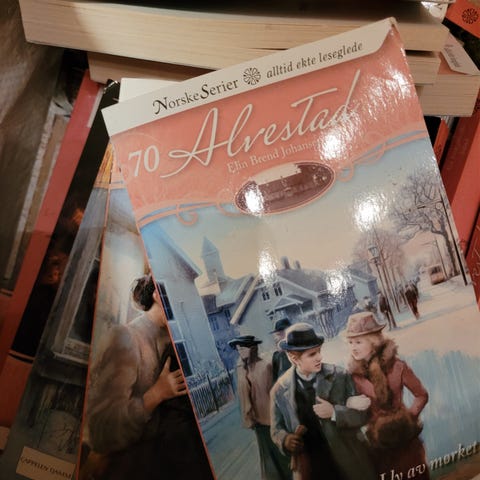 NorskeSerier alltid ekte leseglede
70 Alvestad
Elin Brend Johansen
I ly av mørket
CAPPELEN DAMM